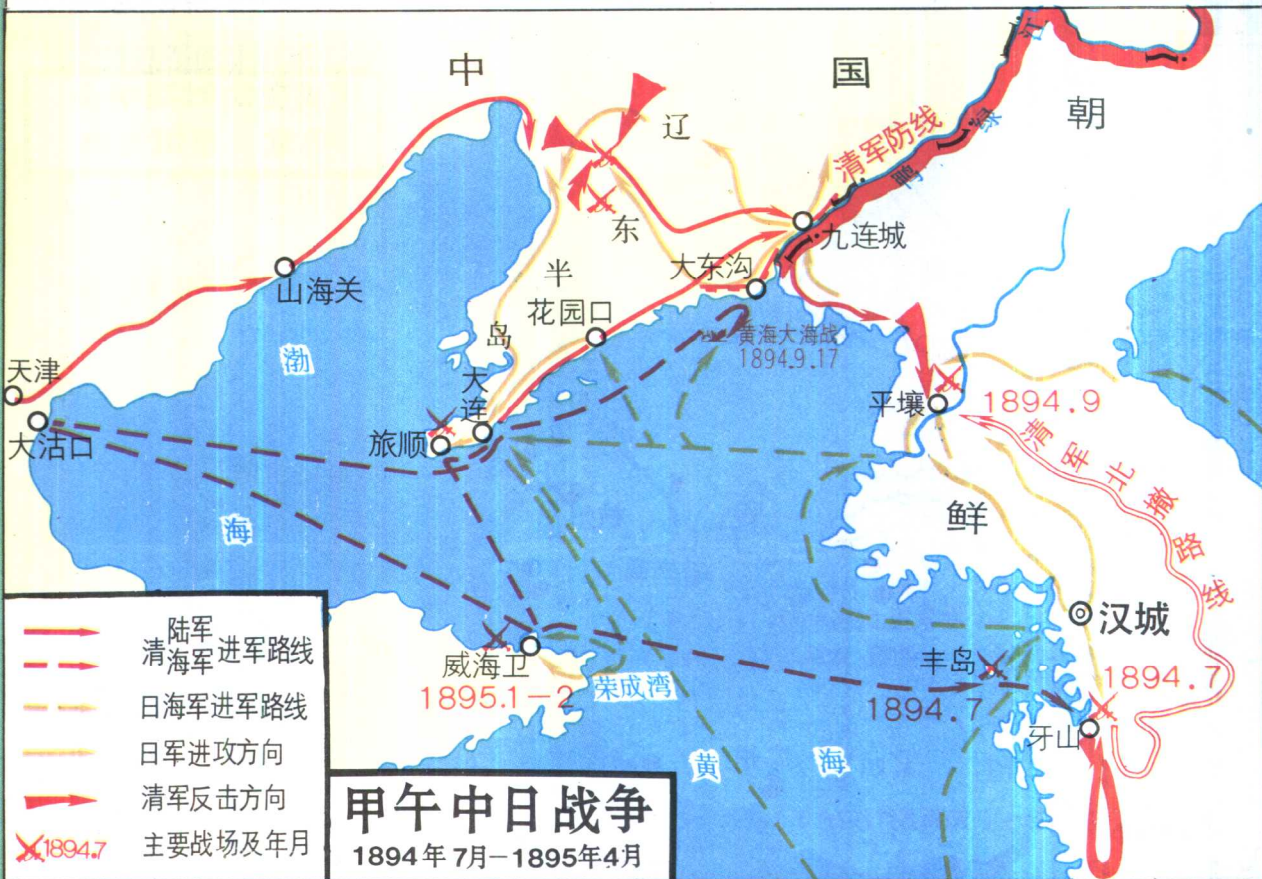 中
国
朝
鲜
辽
东
半
岛
清军防线
鸭
绿
江
九连城
大东沟
花园口
山海关
黄海大海战
1894.9.17
天津
大沽口
渤
海
大
连
旅顺
平壤
1894.9
清军北撤路线
汉城
丰岛
1894.7
1894.7
牙山
威海卫
1895.1-2
荣成湾
黄
海
清陆军海军进军路线
日海军进军路线
日军进攻方向
清军反击方向
1894.7 主要战场及年月
甲午中日战争
1894年7月-1895年4月